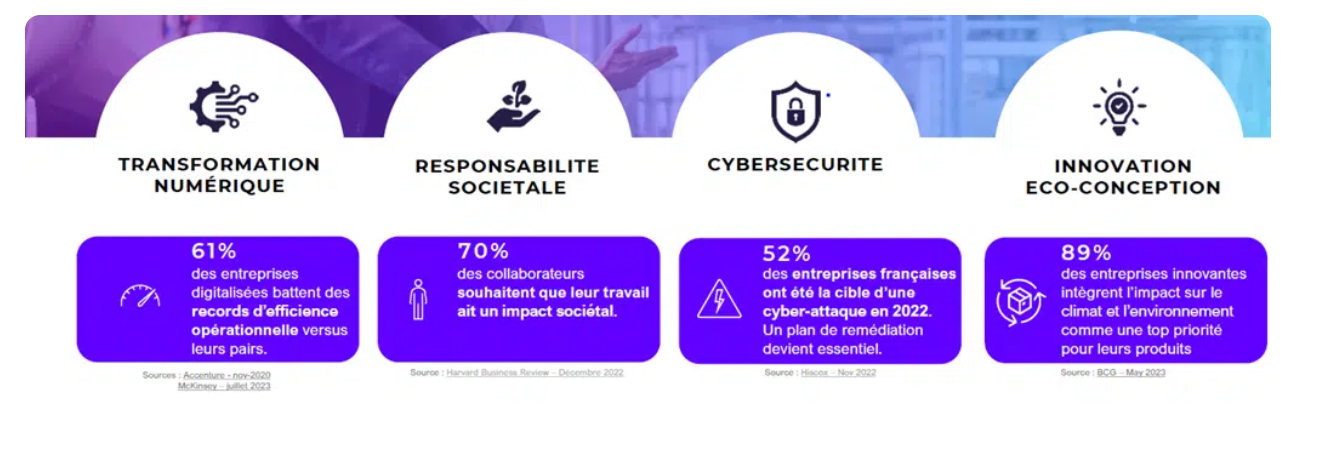 TRANSFORMATION
NUMÉRIQUE
RESPONSABILITE
SOCIETALE
CYBERSECURITE
INNOVATION
ECO-CONCEPTION
61%
des entreprises
digitalisées battent des
records d'efficience
opérationnelle versus
leurs pairs.
Sources : Accenture - nov-2020
McKinsey – juillet 2023
70%
des collaborateurs
souhaitent que leur travail
ait un impact sociétal.
Source : Harvard Business Review – Décembre 2022
52%
des entreprises françaises
ont été la cible d'une
cyber-attaque en 2022.
Un plan de remédiation
devient essentiel.
Source : Hiscox – Nov 2022
89%
des entreprises innovantes
intègrent l'impact sur le
climat et l'environnement
comme une top priorité
pour leurs produits
Source : BCG – May 2023